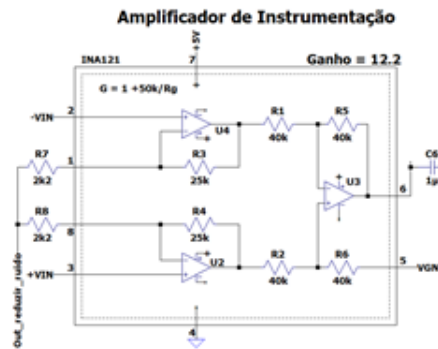 Amplificador de Instrumentação
+5V
INA121
7
Ganho = 12.2
G = 1 +50k/Rg
-VIN
2
U4
R1
40k
R5
40k
R7
2k2
1
R3
25k
U3
6
C6
1µ
R8
2k2
8
R4
25k
+VIN
3
U2
R2
40k
R6
40k
5
VGN
Out_reduzir_ruido
4